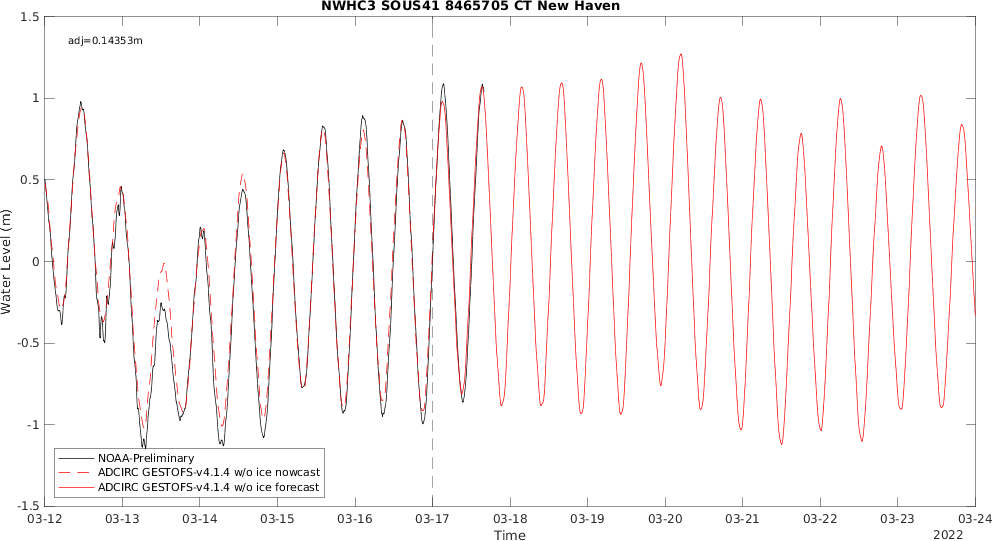 NWHC3 SOUS41 8465705 CT New Haven
adj=0.14353m
1.5
1
0.5
0
-0.5
-1
-1.5
Water Level (m)
NOAA-Preliminary
ADCIRC GESTOFS-v4.1.4 w/o ice nowcast
ADCIRC GESTOFS-v4.1.4 w/o ice forecast
03-12 03-13 03-14 03-15 03-16 03-17 03-18 03-19 03-20 03-21 03-22 03-23 03-24
Time
2022